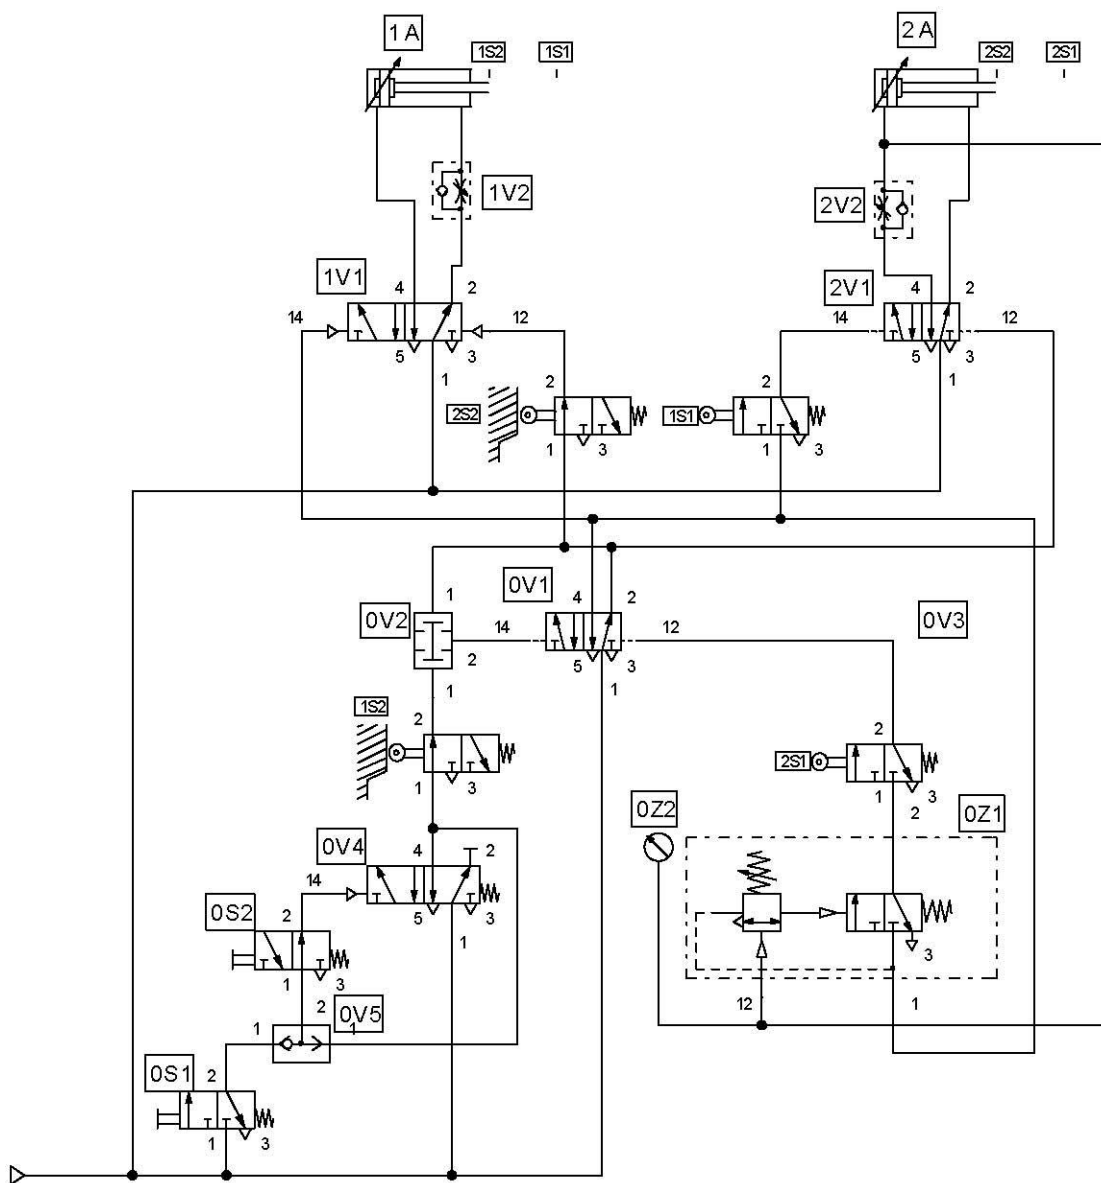 1A 1S2 1S1 2A 2S2 2S1
1V2 2V2
1V1 4 2 2V1 4 2
14 12 14 12
5 3 5 3
1 1
2 2
2S2 1S1
1 3 1 3
1 0V1
0V2 4 2 0V3
14 12
2 5 3
1 1
1S2
2 2
2S1
1 3 1 3
0Z2 2 0Z1
0V4 4 2
14
0S2 5 3
2 1
1 3 3
2 0V5 12 1
1 1
0S1 2
1 3